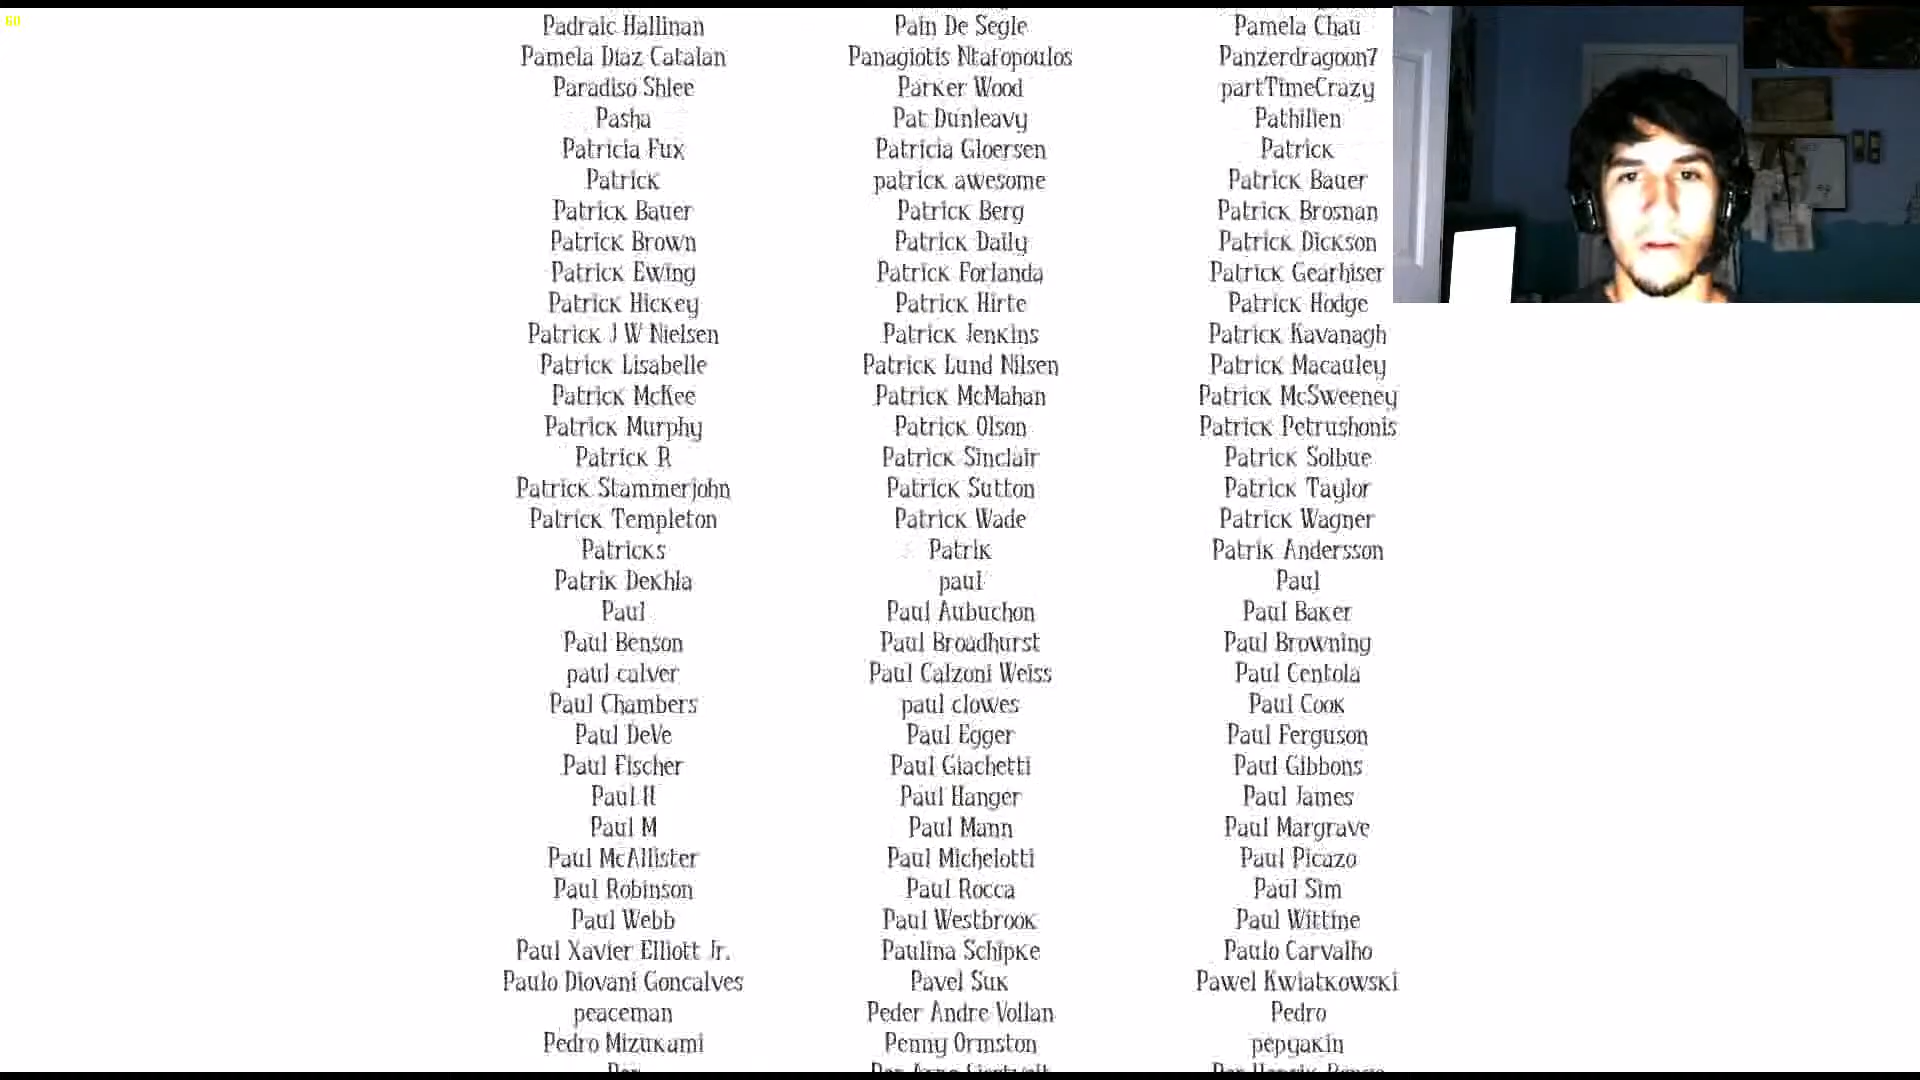 60
Padraic Hallinan Pain De Segle Pamela Chau
Pamela Diaz Catalan Panagiotis Ntafopoulos Panzerdragoon7
Paradiso Shlee Parker Wood partTimeCrazy
Pasha Pat Dunleavy Pathilien
Patricia Fux Patricia Gloersen Patrick
Patrick patrick awesome Patrick Bauer
Patrick Bauer Patrick Berg Patrick Brosnan
Patrick Brown Patrick Daily Patrick Dickson
Patrick Ewing Patrick Forlanda Patrick Gearhiser
Patrick Hickey Patrick Hirte Patrick Hodge
Patrick J W Nielsen Patrick Jenkins Patrick Kavanagh
Patrick Lisabelle Patrick Lund Nilsen Patrick Macauley
Patrick McKee Patrick McMahan Patrick McSweeney
Patrick Murphy Patrick Olson Patrick Petrushonis
Patrick R Patrick Sinclair Patrick Solbue
Patrick Stammerjohn Patrick Sutton Patrick Taylor
Patrick Templeton Patrick Wade Patrick Wagner
Patricks Patrik Patrik Andersson
Patrik Dekhla paul Paul
Paul Paul Aubuchon Paul Baker
Paul Benson Paul Broadhurst Paul Browning
paul calver Paul Calzoni Weiss Paul Centola
Paul Chambers paul clowes Paul Cook
Paul DeVe Paul Egger Paul Ferguson
Paul Fischer Paul Giachetti Paul Gibbons
Paul Paul Hanger Paul James
Paul M Paul Mann Paul Margrave
Paul McAllister Paul Michelotti Paul Picazo
Paul Robinson Paul Rocca Paul Sim
Paul Webb Paul Westbrook Paul Wittine
Paul Xavier Elliott Jr. Paulina Schipke Paulo Carvalho
Paulo Diovani Goncalves Pavel Suk Pawel Kwiatkowski
peaceman Peder Andre Vollan Pedro
Pedro Mizukami Penny Ormston pepyakin